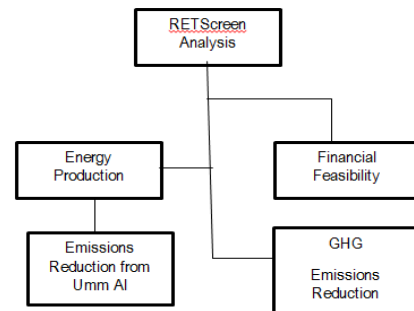 RETScreen
Analysis
Energy
Production
Financial
Feasibility
Emissions
Reduction from
Umm Al
GHG
Emissions
Reduction